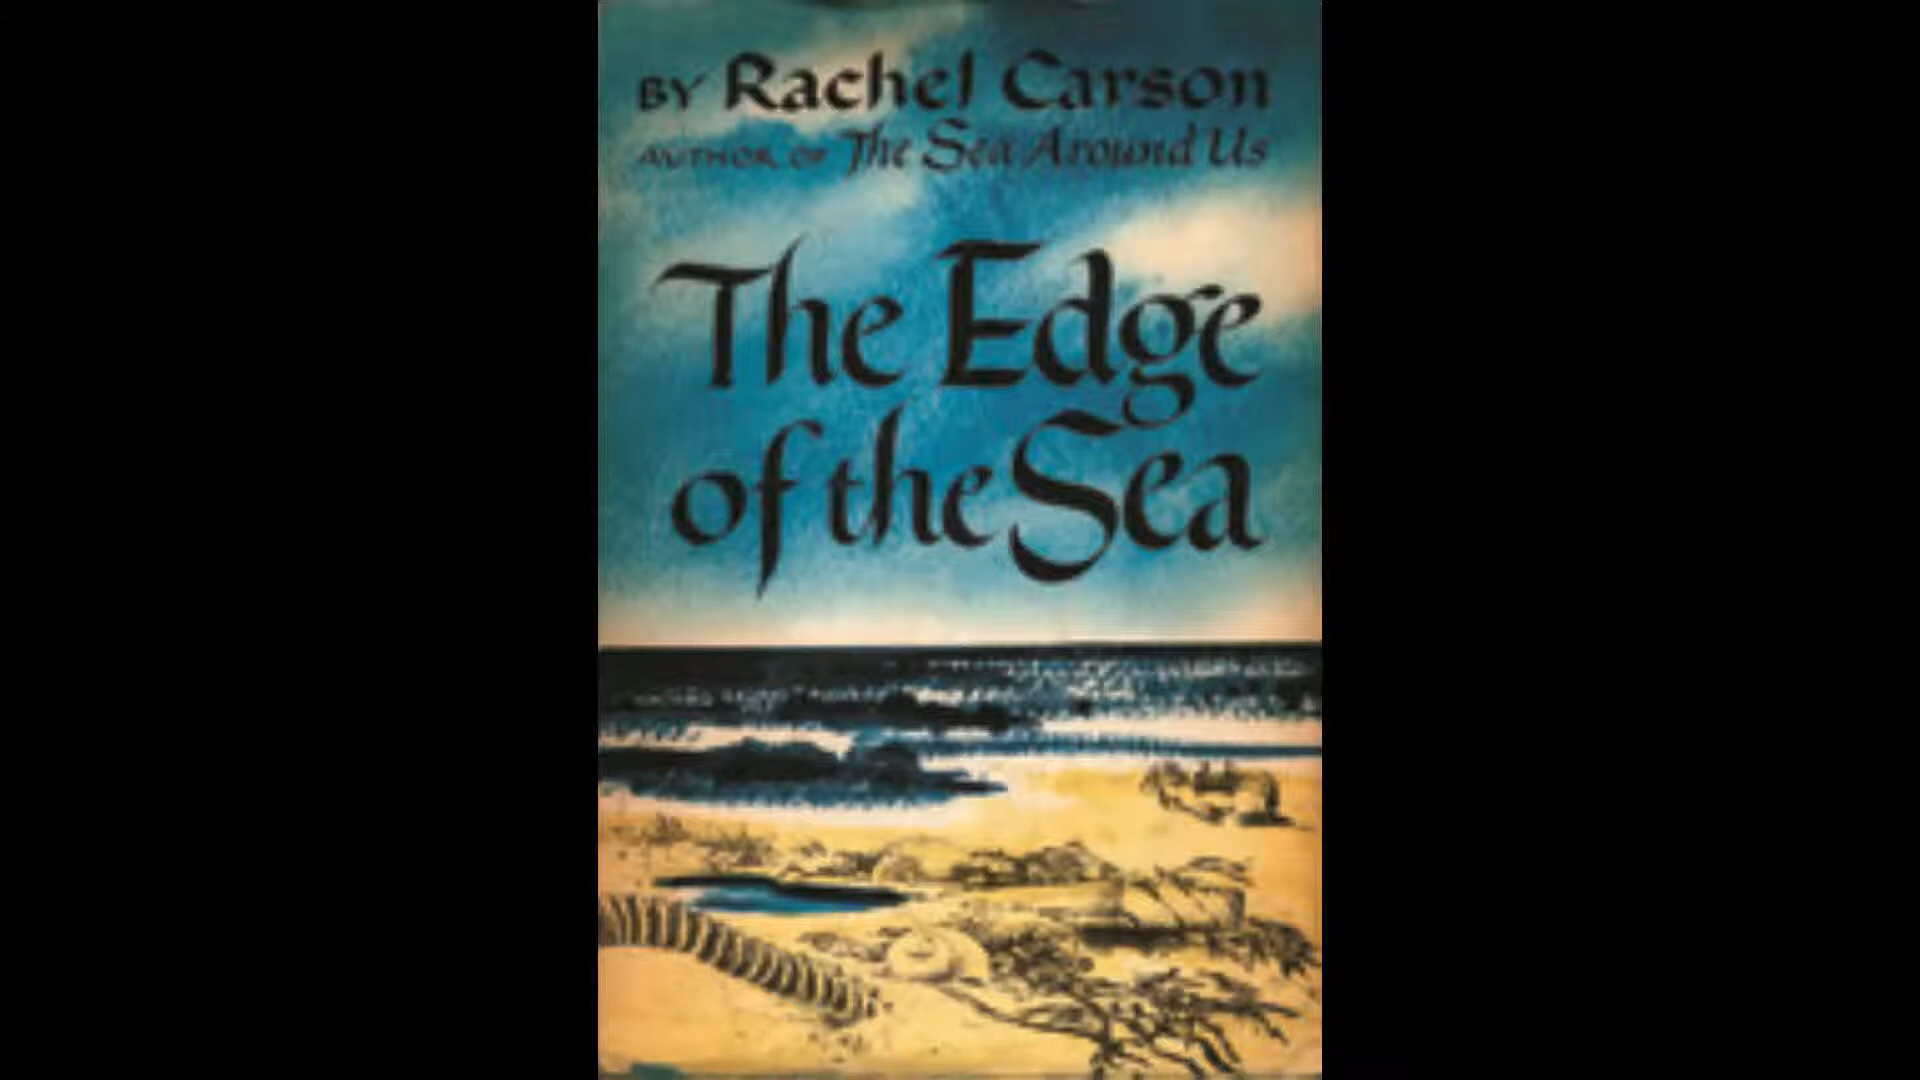 BY Rachel Carson
AUTHOR OF The Sea Around Us
The Edge
of the Sea